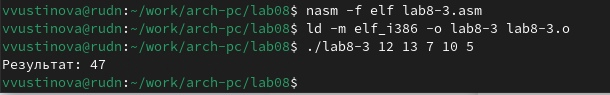 vvustinova@rudn:~/work/arch-pc/lab08$ nasm -f elf lab8-3.asm
vvustinova@rudn:~/work/arch-pc/lab08$ ld -m elf_i386 -o lab8-3 lab8-3.o
vvustinova@rudn:~/work/arch-pc/lab08$ ./lab8-3 12 13 7 10 5
Результат: 47
vvustinova@rudn:~/work/arch-pc/lab08$